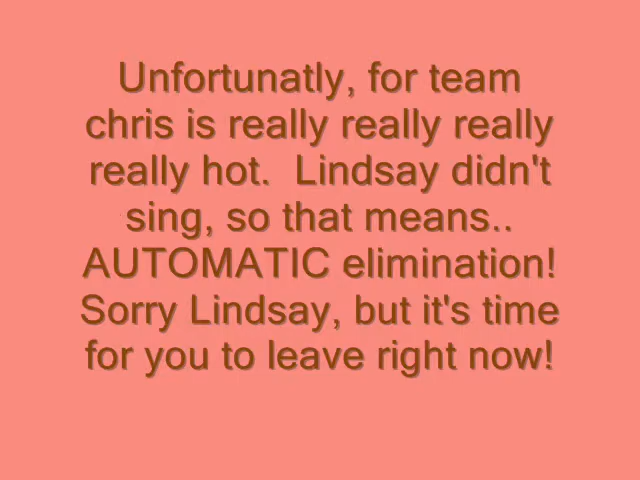 Unfortunatly, for team
chris is really really really
really hot.  Lindsay didn't
sing, so that means..
AUTOMATIC elimination!
Sorry Lindsay, but it's time
for you to leave right now!